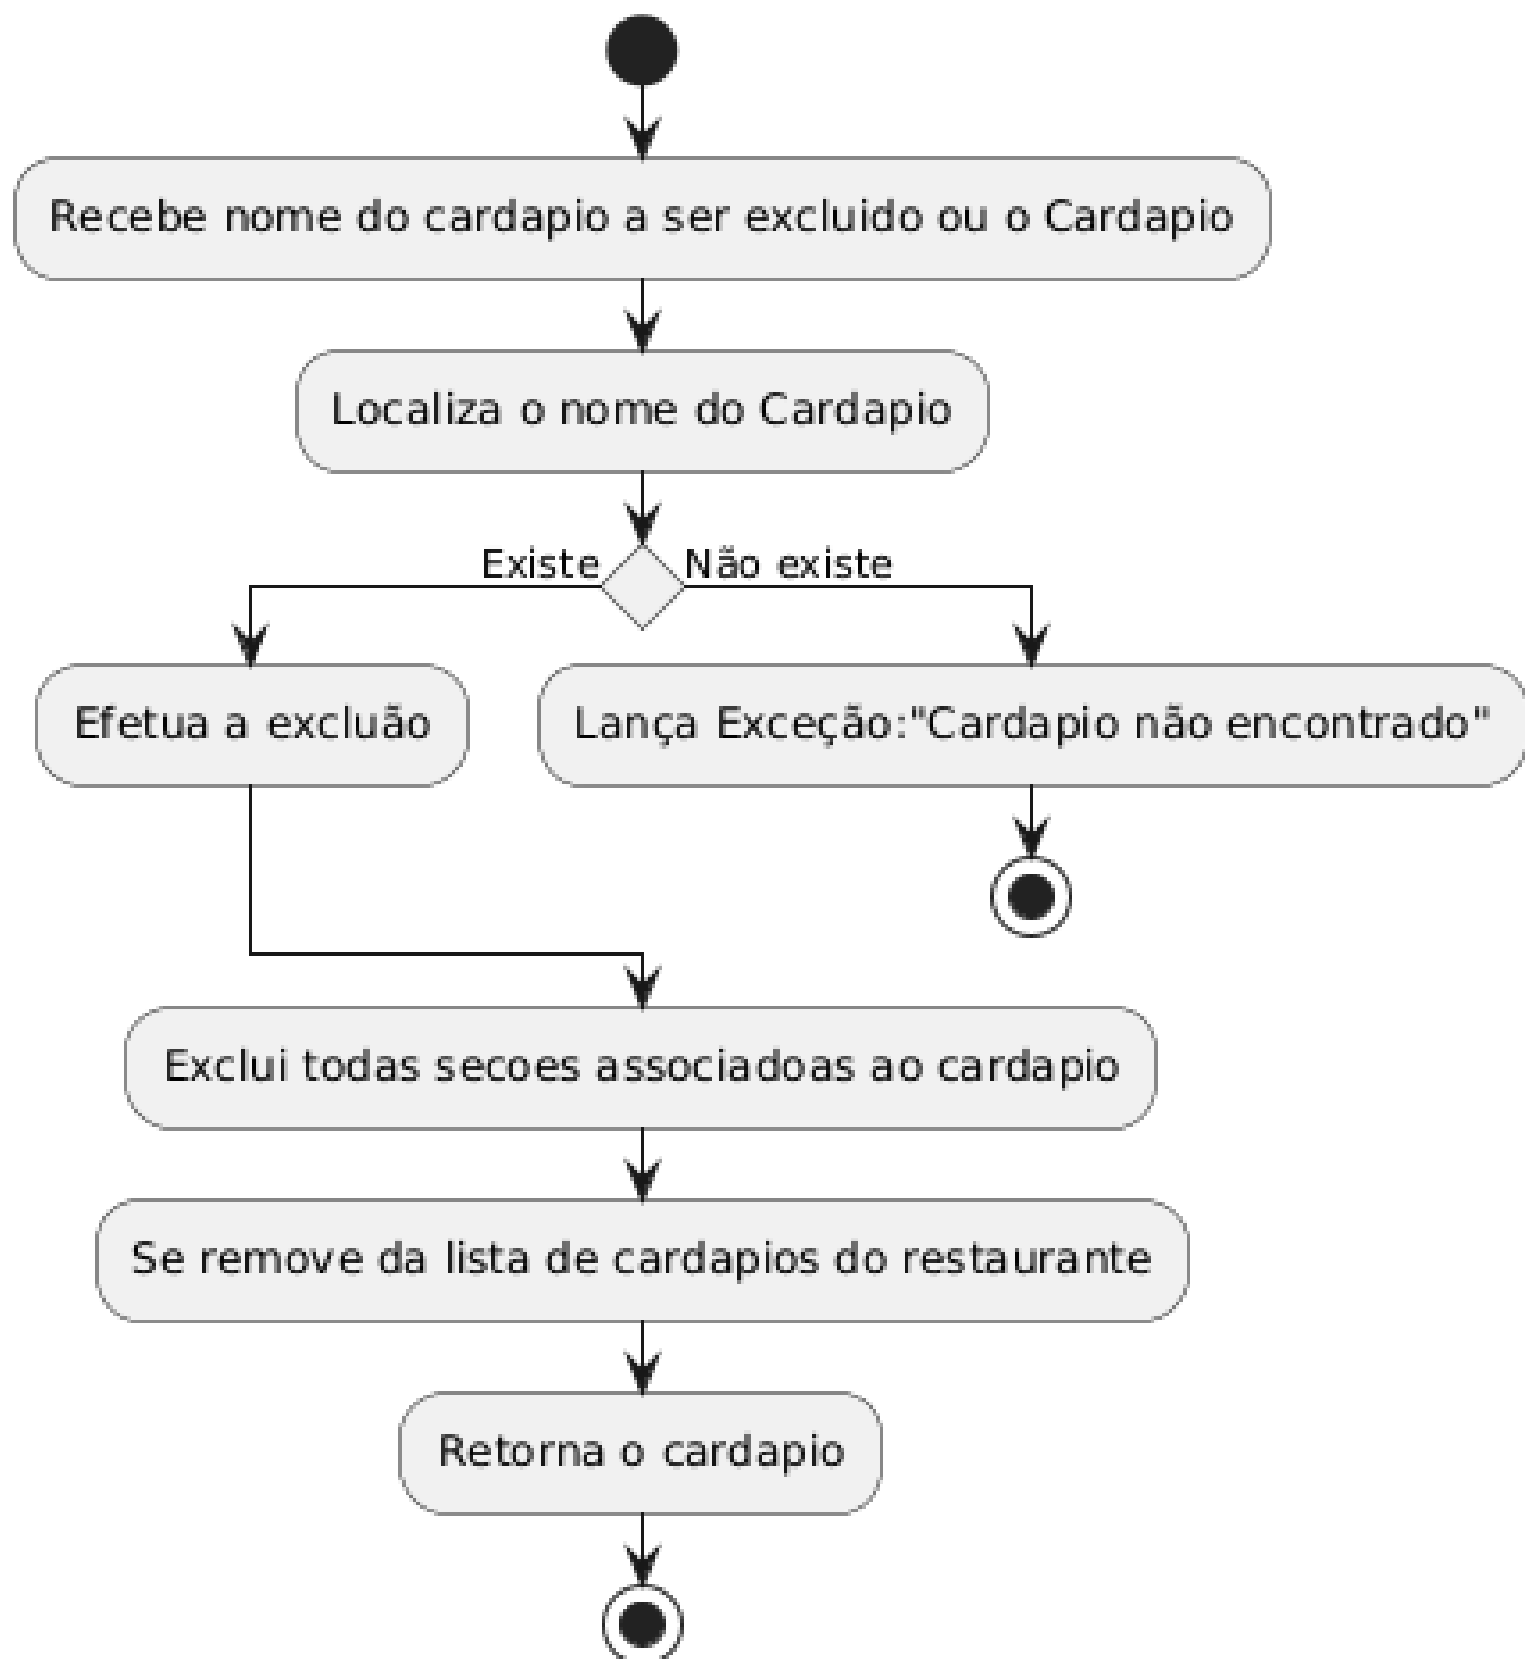 Recebe nome do cardapio a ser excluido ou o Cardapio
Localiza o nome do Cardapio
Existe
Não existe
Efetua a excluão
Lança Exceção:"Cardapio não encontrado"
Exclui todas secoes associadoas ao cardapio
Se remove da lista de cardapios do restaurante
Retorna o cardapio